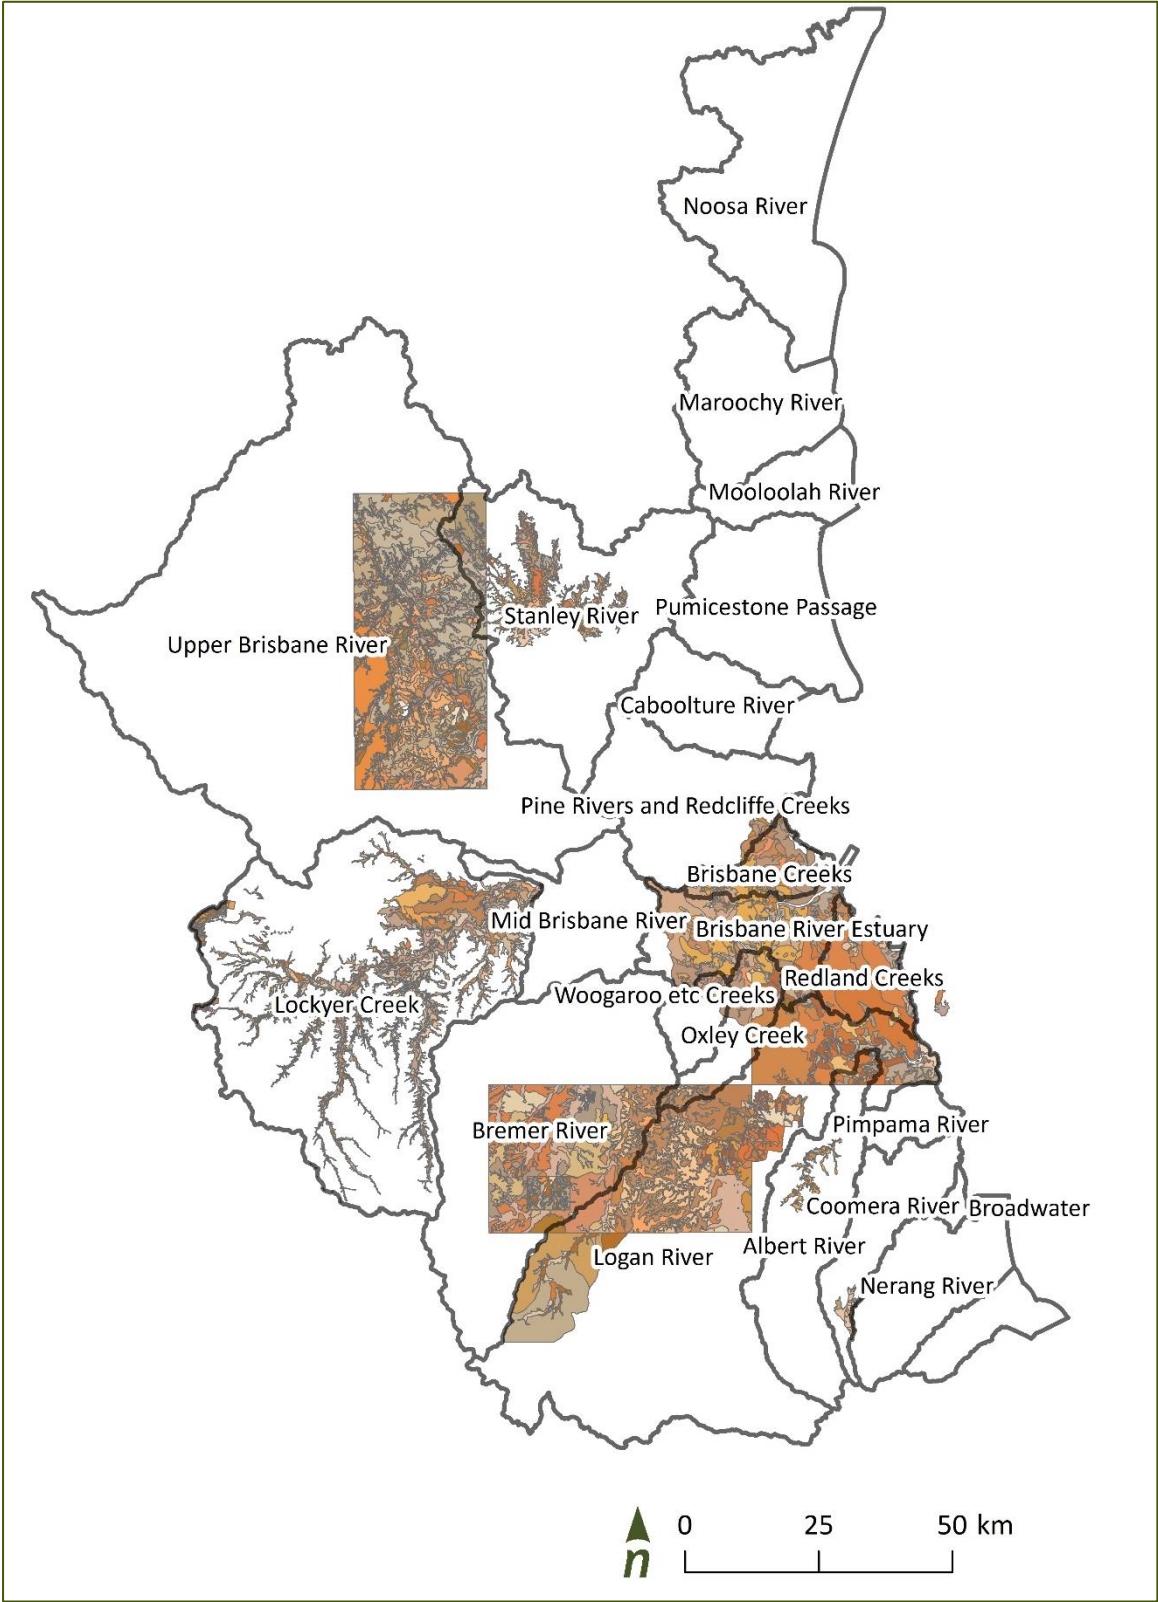 Noosa River
Maroochy River
Mooloolah River
Stanley River
Pumicestone Passage
Upper Brisbane River
Caboolture River
Pine Rivers and Redcliffe Creeks
Brisbane Creeks
Mid Brisbane River
Brisbane River Estuary
Redland Creeks
Woogaroo etc Creeks
Lockyer Creek
Oxley Creek
Bremer River
Pimpama River
Coomera River
Broadwater
Albert River
Logan River
Nerang River
0 25 50 km
n